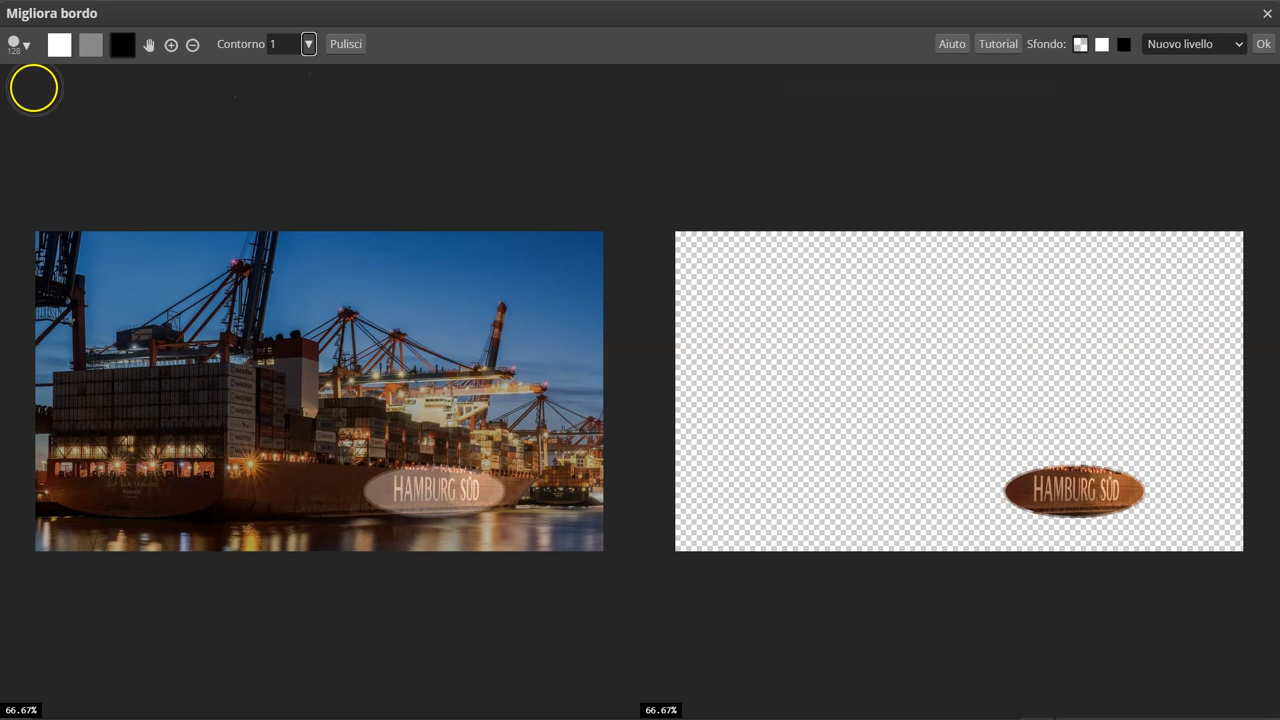 Migliora bordo
128
Contorno 1
Pulisci
Aiuto
Tutorial
Sfondo:
Nuovo livello
Ok
HAMBURG SÜD
HAMBURG SÜD
66.67%
66.67%